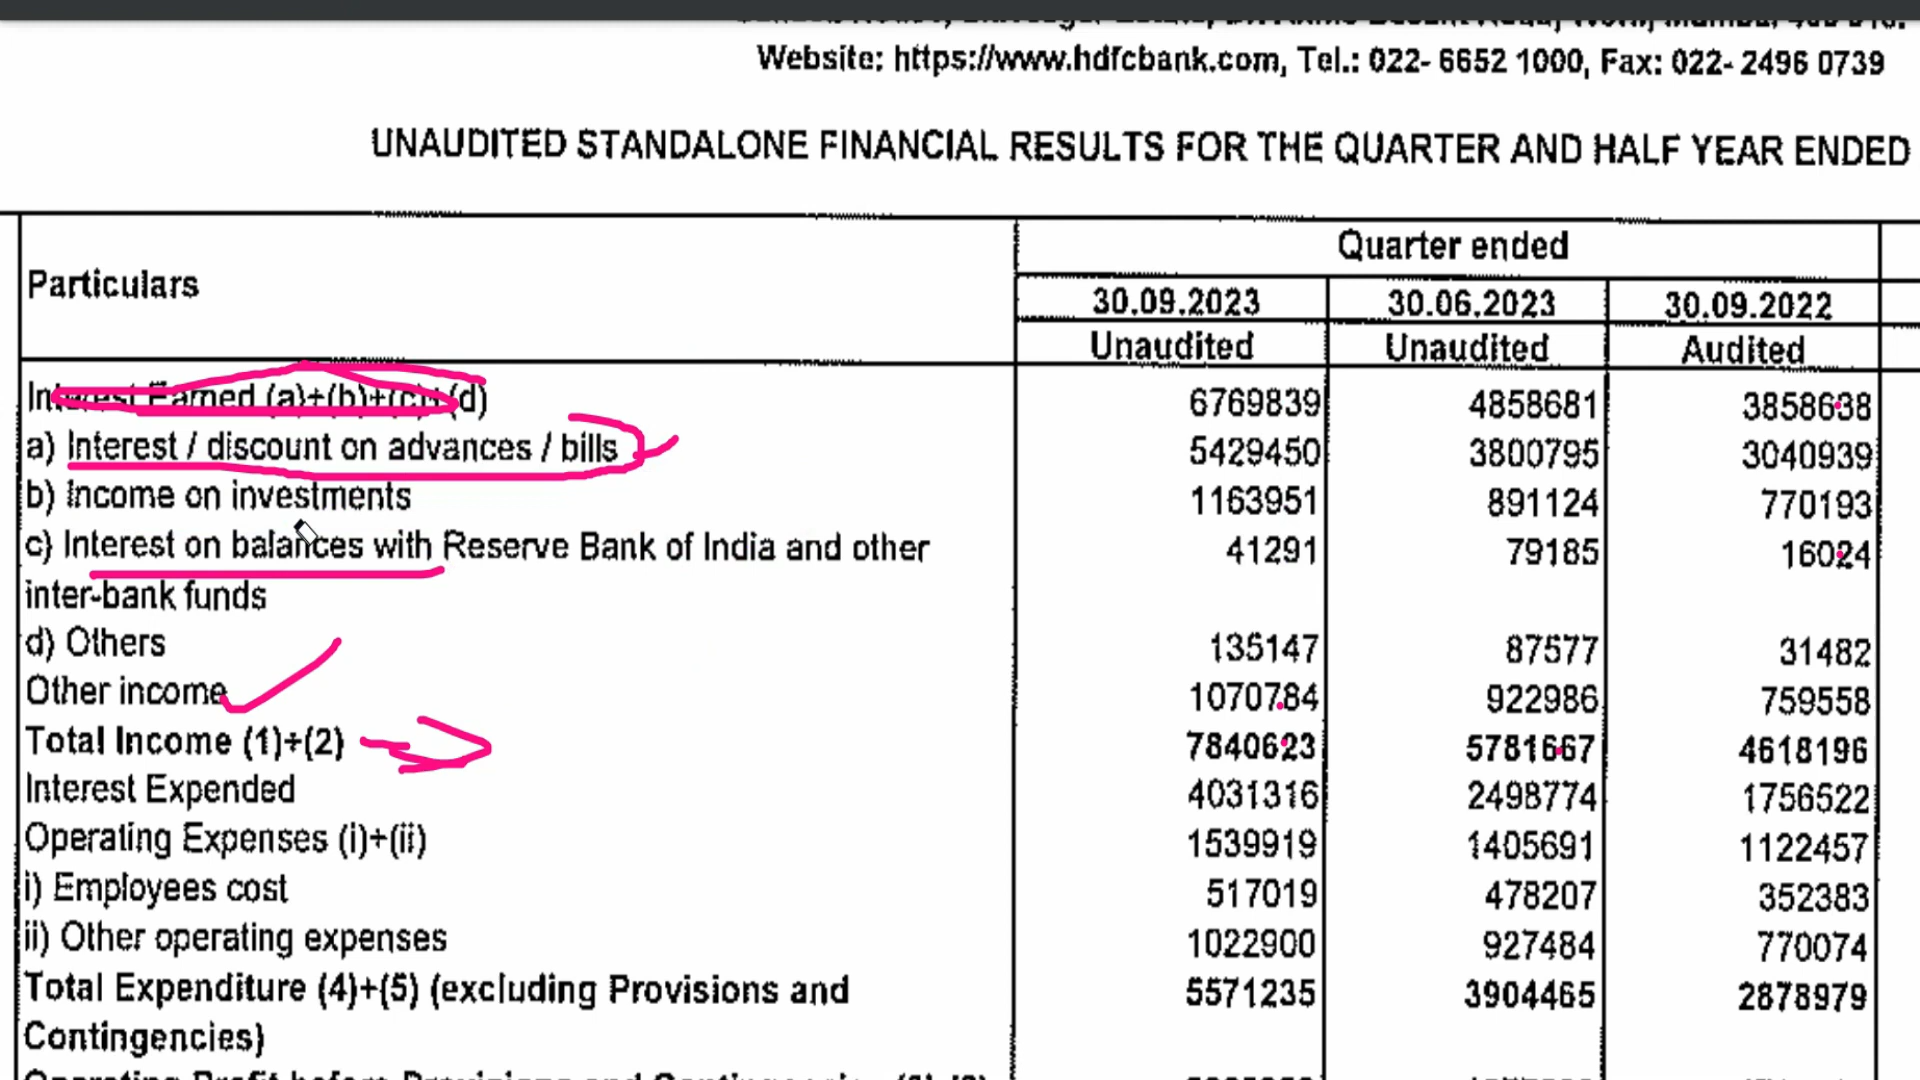 Website: https://www.hdfcbank.com, Tel.: 022- 6652 1000, Fax: 022- 2496 0739
UNAUDITED STANDALONE FINANCIAL RESULTS FOR THE QUARTER AND HALF YEAR ENDED
Particulars
Quarter ended
30.09.2023 30.06.2023 30.09.2022
Unaudited Unaudited Audited
Interest Earned (a)+(b)+(c)+(d) 6769839 4858681 3858638
a) Interest / discount on advances / bills 5429450 3800795 3040939
b) Income on investments 1163951 891124 770193
c) Interest on balances with Reserve Bank of India and other 41291 79185 16024
inter-bank funds
d) Others 135147 87577 31482
Other income 1070784 922986 759558
Total Income (1)+(2) 7840623 5781667 4618196
Interest Expended 4031316 2498774 1756522
Operating Expenses (i)+(ii) 1539919 1405691 1122457
i) Employees cost 517019 478207 352383
ii) Other operating expenses 1022900 927484 770074
Total Expenditure (4)+(5) (excluding Provisions and 5571235 3904465 2878979
Contingencies)